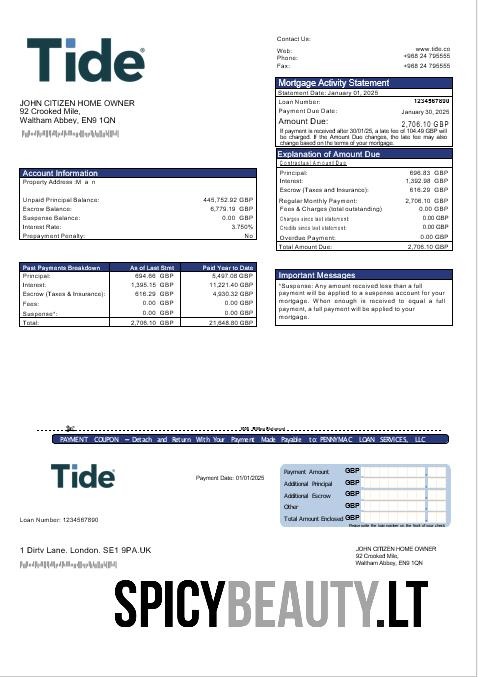 Tide
Contact Us:
Web: www.tide.co
Phone: +968 24 795555
Fax: +968 24 795555
JOHN CITIZEN HOME OWNER
92 Crooked Mile,
Waltham Abbey, EN9 1QN
Mortgage Activity Statement
Statement Date: January 01, 2025
Loan Number: 1234567890
Payment Due Date: January 30, 2025
Amount Due: 2,706.10 GBP
If payment is received after 30/01/25, a late fee of 104.49 GBP will
be charged. If the Amount Due changes, the late fee may also
change based on the terms of your mortgage.
Explanation of Amount Due
Contractual Amount Due
Principal: 696.83 GBP
Interest: 1,392.98 GBP
Escrow (Taxes and Insurance): 616.29 GBP
Regular Monthly Payment: 2,706.10 GBP
Fees & Charges (total outstanding) 0.00 GBP
Charges since last statement: 0.00 GBP
Credits since last statement: 0.00 GBP
Overdue Payment: 0.00 GBP
Total Amount Due: 2,706.10 GBP
Account Information
Property Address :M a n
Unpaid Principal Balance: 445,752.92 GBP
Escrow Balance: 6,779.19 GBP
Suspense Balance: 0.00 GBP
Interest Rate: 3.750%
Prepayment Penalty: No
Past Payments Breakdown As of Last Stmt Paid Year to Date
Principal: 694.66 GBP 5,497.08 GBP
Interest: 1,395.15 GBP 11,221.40 GBP
Escrow (Taxes & Insurance): 616.29 GBP 4,930.32 GBP
Fees: 0.00 GBP 0.00 GBP
Suspense*: 0.00 GBP 0.00 GBP
Total: 2,706.10 GBP 21,648.80 GBP
Important Messages
*Suspense: Any amount received less than a full
payment will be applied to a suspense account for your
mortgage. When enough is received to equal a full
payment, a full payment will be applied to your
mortgage.
PAYMENT COUPON – Detach and Return With Your Payment Made Payable to: PENNYMAC LOAN SERVICES, LLC
Tide
Payment Date: 01/01/2025
Payment Amount GBP
Additional Principal GBP
Additional Escrow GBP
Other GBP
Total Amount Enclosed GBP
Please write the loan number on the front of your check
Loan Number: 1234567890
1 Dirty Lane, London, SE1 9PA,UK
JOHN CITIZEN HOME OWNER
92 Crooked Mile,
Waltham Abbey, EN9 1QN
SPICYBEAUTY.LT